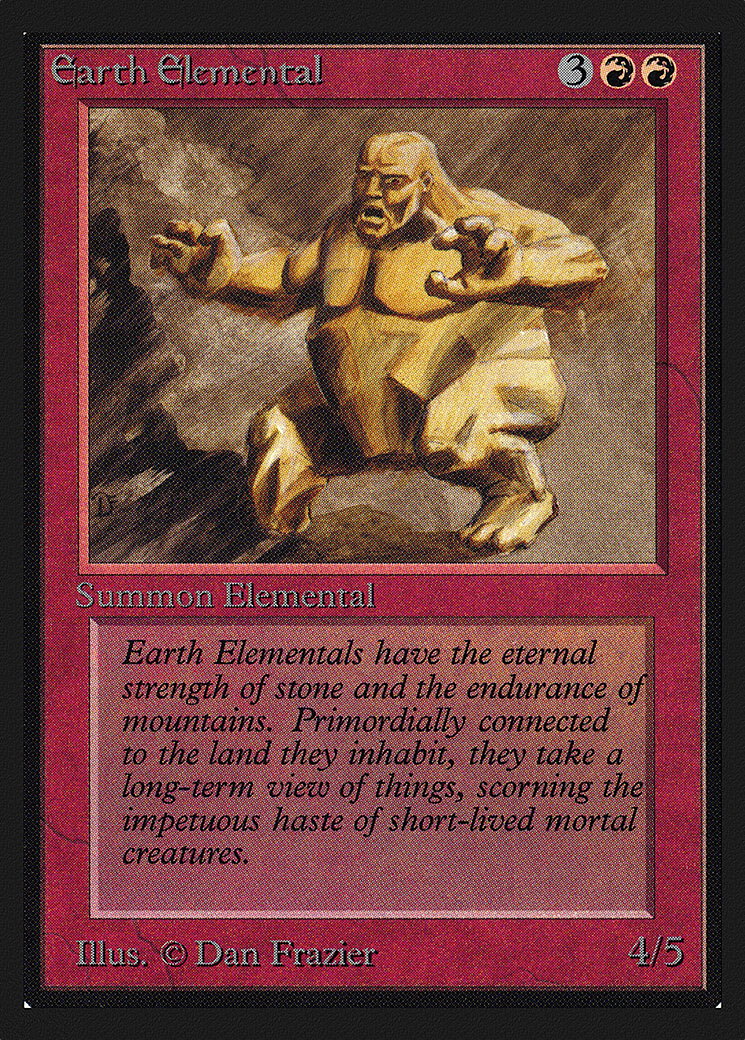 Earth Elemental 3
Summon Elemental
Earth Elementals have the eternal
strength of stone and the endurance of
mountains. Primordially connected
to the land they inhabit, they take a
long-term view of things, scorning the
impetuous haste of short-lived mortal
creatures.
Illus. © Dan Frazier 4/5